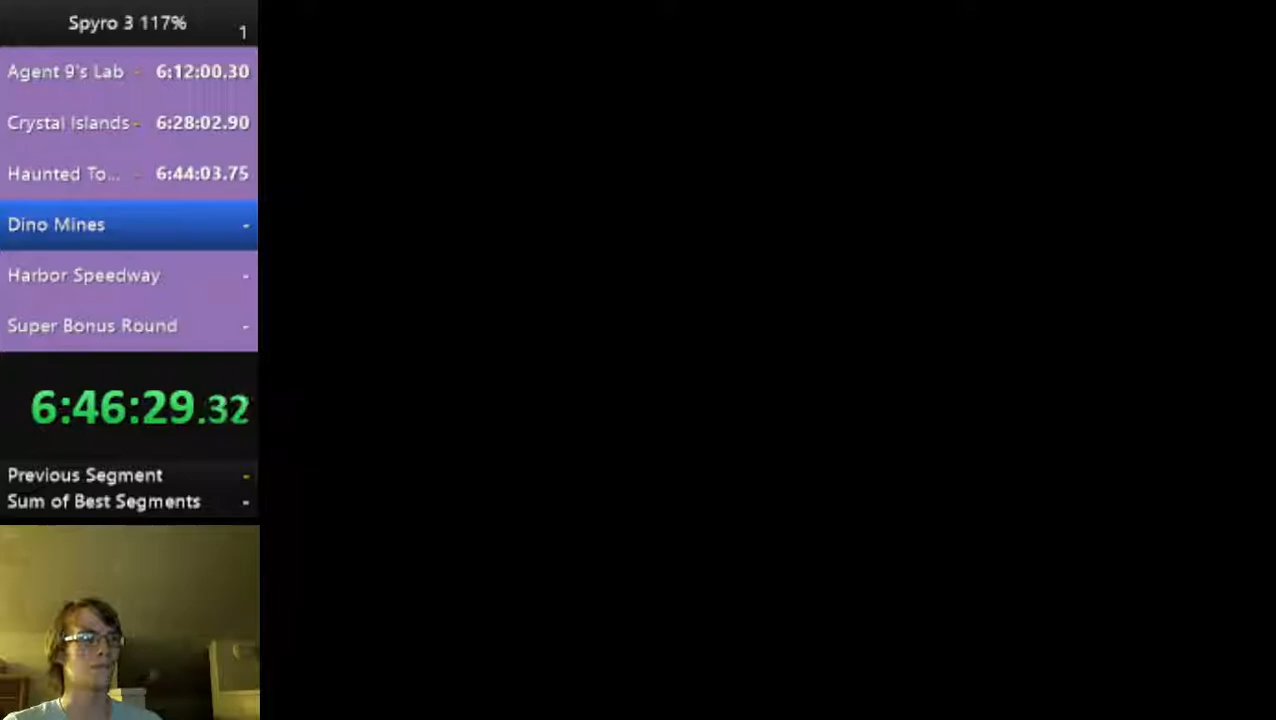 Spyro 3 117%
1
Agent 9's Lab - 6:12:00.30
Crystal Islands - 6:28:02.90
Haunted To... - 6:44:03.75
Dino Mines -
Harbor Speedway -
Super Bonus Round -
6:46:29.32
Previous Segment -
Sum of Best Segments -